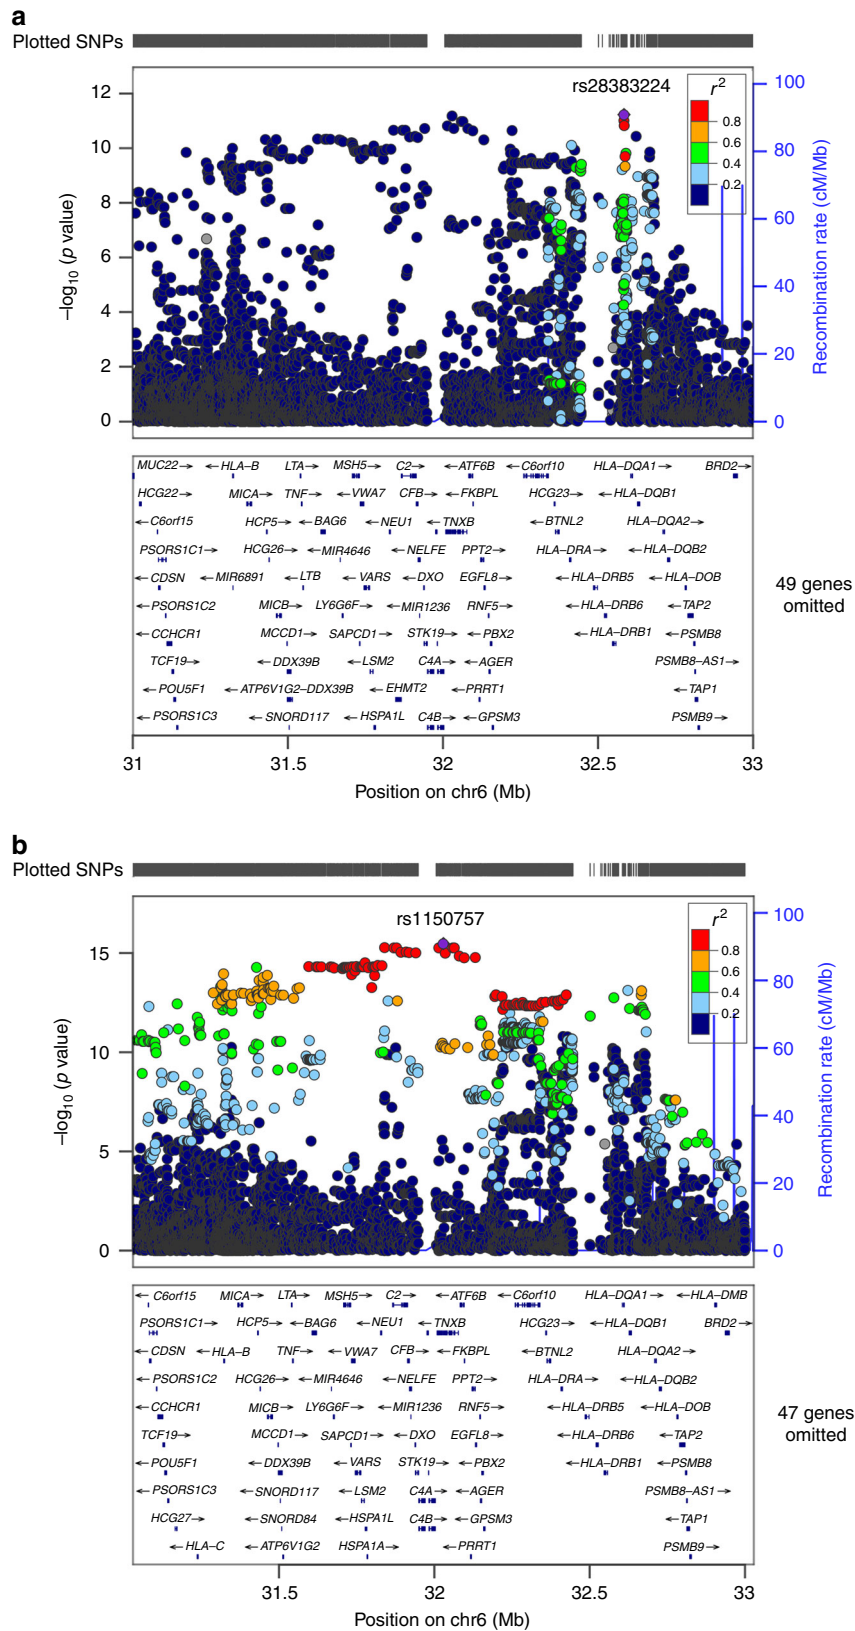 a
Plotted SNPs
rs28383224
r²
0.8
0.6
0.4
0.2
12
10
8
6
4
2
0
–log₁₀ (p value)
100
80
60
40
20
0
Recombination rate (cM/Mb)
MUC22→ ←HLA–B LTA→ MSH5→ C2→ ←ATF6B ←C6orf10 HLA–DQA1→ BRD2→
HCG22→ MICA→ TNF→ ←VWA7 CFB→ ←FKBPL HCG23→ ←HLA–DQB1
←C6orf15 HCP5→ ←BAG6 ←NEU1 ←TNXB ←BTNL2 HLA–DQA2→
PSORS1C1→ HCG26→ ←MIR4646 ←NELFE PPT2→ HLA–DRA→ ←HLA–DQB2
←CDSN ←MIR6891 ←LTB ←VARS ←DXO EGFL8→ ←HLA–DRB5 ←HLA–DOB
←PSORS1C2 MICB→ LY6G6F→ ←MIR1236 RNF5→ ←HLA–DRB6 ←TAP2
←CCHCR1 MCCD1→ SAPCD1→ STK19→ ←PBX2 ←HLA–DRB1 ←PSMB8
TCF19→ ←DDX39B ←LSM2 C4A→ ←AGER PSMB8–AS1→
←POU5F1 ←ATP6V1G2–DDX39B ←EHMT2 ←PRRT1 ←TAP1
←PSORS1C3 ←SNORD117 ←HSPA1L C4B→ ←GPSM3 PSMB9→
49 genes
omitted
31 31.5 32 32.5 33
Position on chr6 (Mb)
b
Plotted SNPs
rs1150757
r²
0.8
0.6
0.4
0.2
15
10
5
0
–log₁₀ (p value)
100
80
60
40
20
0
Recombination rate (cM/Mb)
←C6orf15 MICA→ LTA→ MSH5→ C2→ ←ATF6B ←C6orf10 HLA–DQA1→ ←HLA–DMB
PSORS1C1→ HCP5→ ←BAG6 ←NEU1 ←TNXB HCG23→ ←HLA–DQB1 BRD2→
←CDSN ←HLA–B TNF→ ←VWA7 CFB→ ←FKBPL ←BTNL2 HLA–DQA2→
←PSORS1C2 HCG26→ ←MIR4646 ←NELFE PPT2→ HLA–DRA→ ←HLA–DQB2
←CCHCR1 MICB→ LY6G6F→ ←MIR1236 RNF5→ ←HLA–DRB5 ←HLA–DOB
TCF19→ MCCD1→ SAPCD1→ ←DXO EGFL8→ ←HLA–DRB6 ←TAP2
←POU5F1 ←DDX39B ←VARS STK19→ ←PBX2 ←HLA–DRB1 ←PSMB8
←PSORS1C3 ←SNORD117 ←LSM2 C4A→ ←AGER PSMB8–AS1→
HCG27→ ←SNORD84 ←HSPA1L C4B→ ←GPSM3 ←TAP1
←HLA–C ←ATP6V1G2 HSPA1A→ ←PRRT1 PSMB9→
47 genes
omitted
31.5 32 32.5 33
Position on chr6 (Mb)